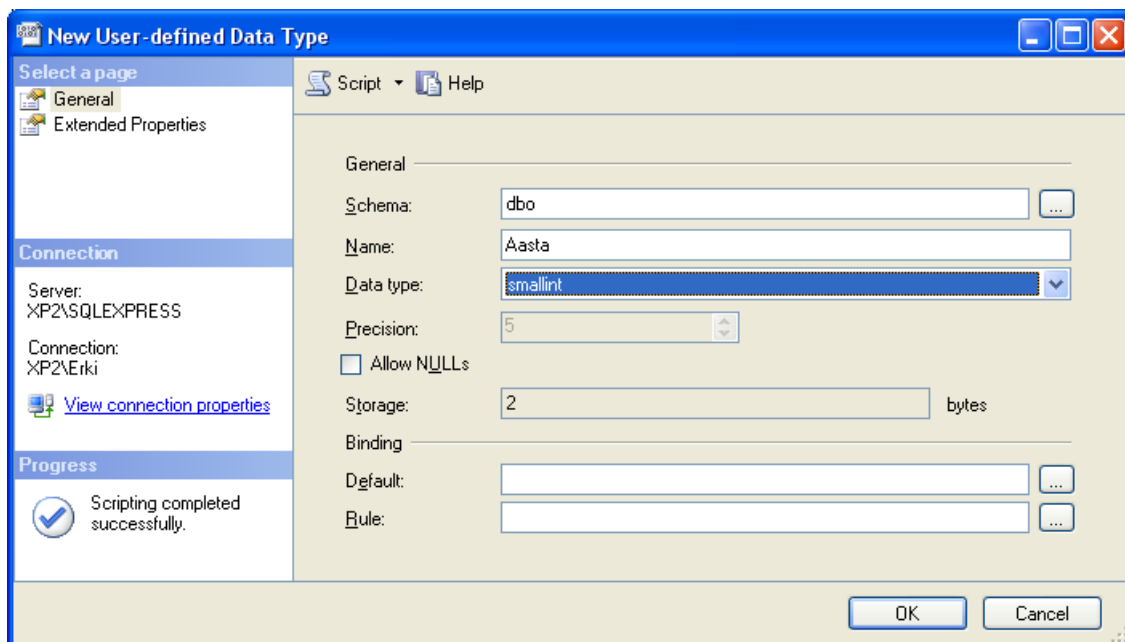 New User-defined Data Type
Select a page
General
Extended Properties
Connection
Server:
XP2\SQLEXPRESS
Connection:
XP2\Erki
View connection properties
Progress
Scripting completed
successfully.
Script
Help
General
Schema:
dbo
...
Name:
Aasta
Data type:
smallint
Precision:
5
Allow NULLs
Storage:
2
bytes
Binding
Default:
...
Rule:
...
OK
Cancel